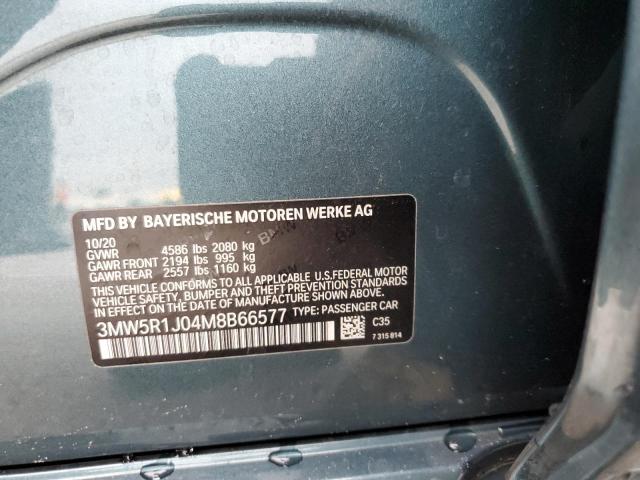 MFD BY BAYERISCHE MOTOREN WERKE AG
10/20
GVWR 4586 lbs 2080 kg
GAWR FRONT 2194 lbs 995 kg
GAWR REAR 2557 lbs 1160 kg
THIS VEHICLE CONFORMS TO ALL APPLICABLE U.S.FEDERAL MOTOR
VEHICLE SAFETY, BUMPER AND THEFT PREVENTION STANDARDS IN
EFFECT ON THE DATE OF MANUFACTURE SHOWN ABOVE.
3MW5R1J04M8B66577 TYPE: PASSENGER CAR
C35
7 315 814